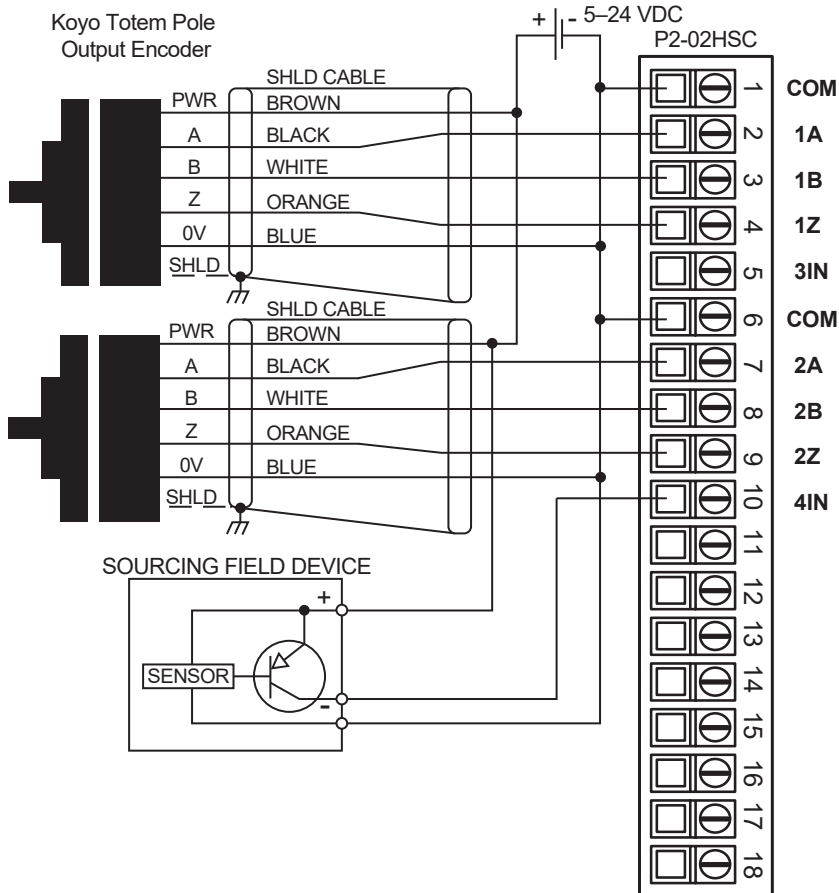 Koyo Totem Pole
Output Encoder
+ - 5–24 VDC
P2-02HSC
SHLD CABLE
PWR BROWN
A BLACK
B WHITE
Z ORANGE
0V BLUE
SHLD
SHLD CABLE
PWR BROWN
A BLACK
B WHITE
Z ORANGE
0V BLUE
SHLD
SOURCING FIELD DEVICE
+
SENSOR
-
1 COM
2 1A
3 1B
4 1Z
5 3IN
6 COM
7 2A
8 2B
9 2Z
10 4IN
11
12
13
14
15
16
17
18